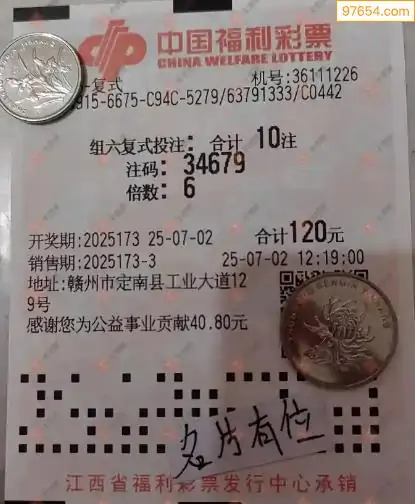 97654.com
中国福利彩票
CHINA WELFARE LOTTERY
复式 机号:36111226
915-6675-C94C-5279/63791333/C0442
组六复式投注: 合计 10注
注码: 34679
倍数: 6
开奖期:2025173 25-07-02 合计120元
销售期:2025173-3 25-07-02 12:19:00
地址:赣州市定南县工业大道12
9号
感谢您为公益事业贡献40.80元
名片有位
江西省福利彩票发行中心承销